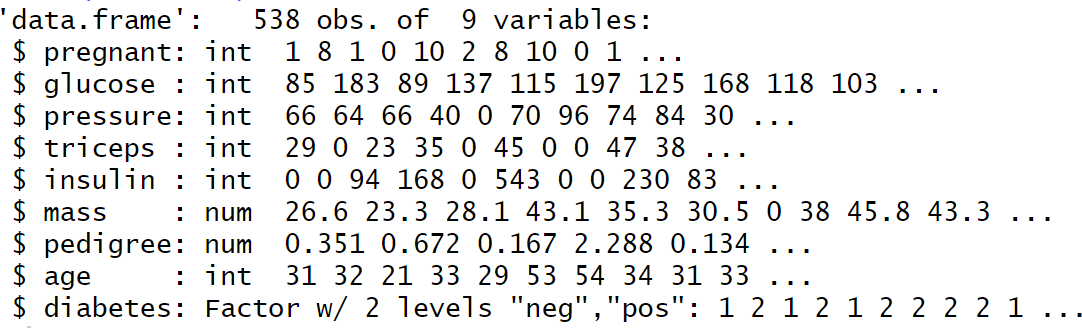 'data.frame':   538 obs. of  9 variables:
 $ pregnant: int  1 8 1 0 10 2 8 10 0 1 ...
 $ glucose : int  85 183 89 137 115 197 125 168 118 103 ...
 $ pressure: int  66 64 66 40 0 70 96 74 84 30 ...
 $ triceps : int  29 0 23 35 0 45 0 0 47 38 ...
 $ insulin : int  0 0 94 168 0 543 0 0 230 83 ...
 $ mass    : num  26.6 23.3 28.1 43.1 35.3 30.5 0 38 45.8 43.3 ...
 $ pedigree: num  0.351 0.672 0.167 2.288 0.134 ...
 $ age     : int  31 32 21 33 29 53 54 34 31 33 ...
 $ diabetes: Factor w/ 2 levels "neg","pos": 1 2 1 2 1 2 2 2 2 1 ...